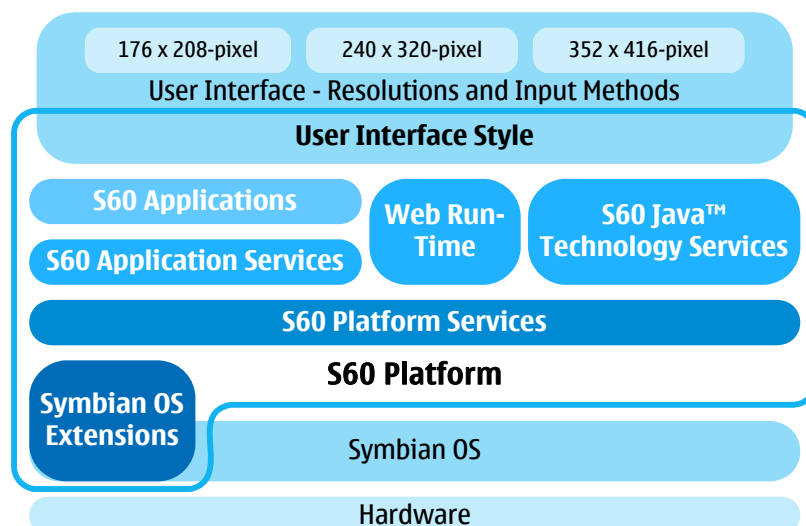 176 x 208-pixel
240 x 320-pixel
352 x 416-pixel
User Interface - Resolutions and Input Methods
User Interface Style
S60 Applications
S60 Application Services
Web Run-
Time
S60 Java™
Technology Services
S60 Platform Services
S60 Platform
Symbian OS
Extensions
Symbian OS
Hardware